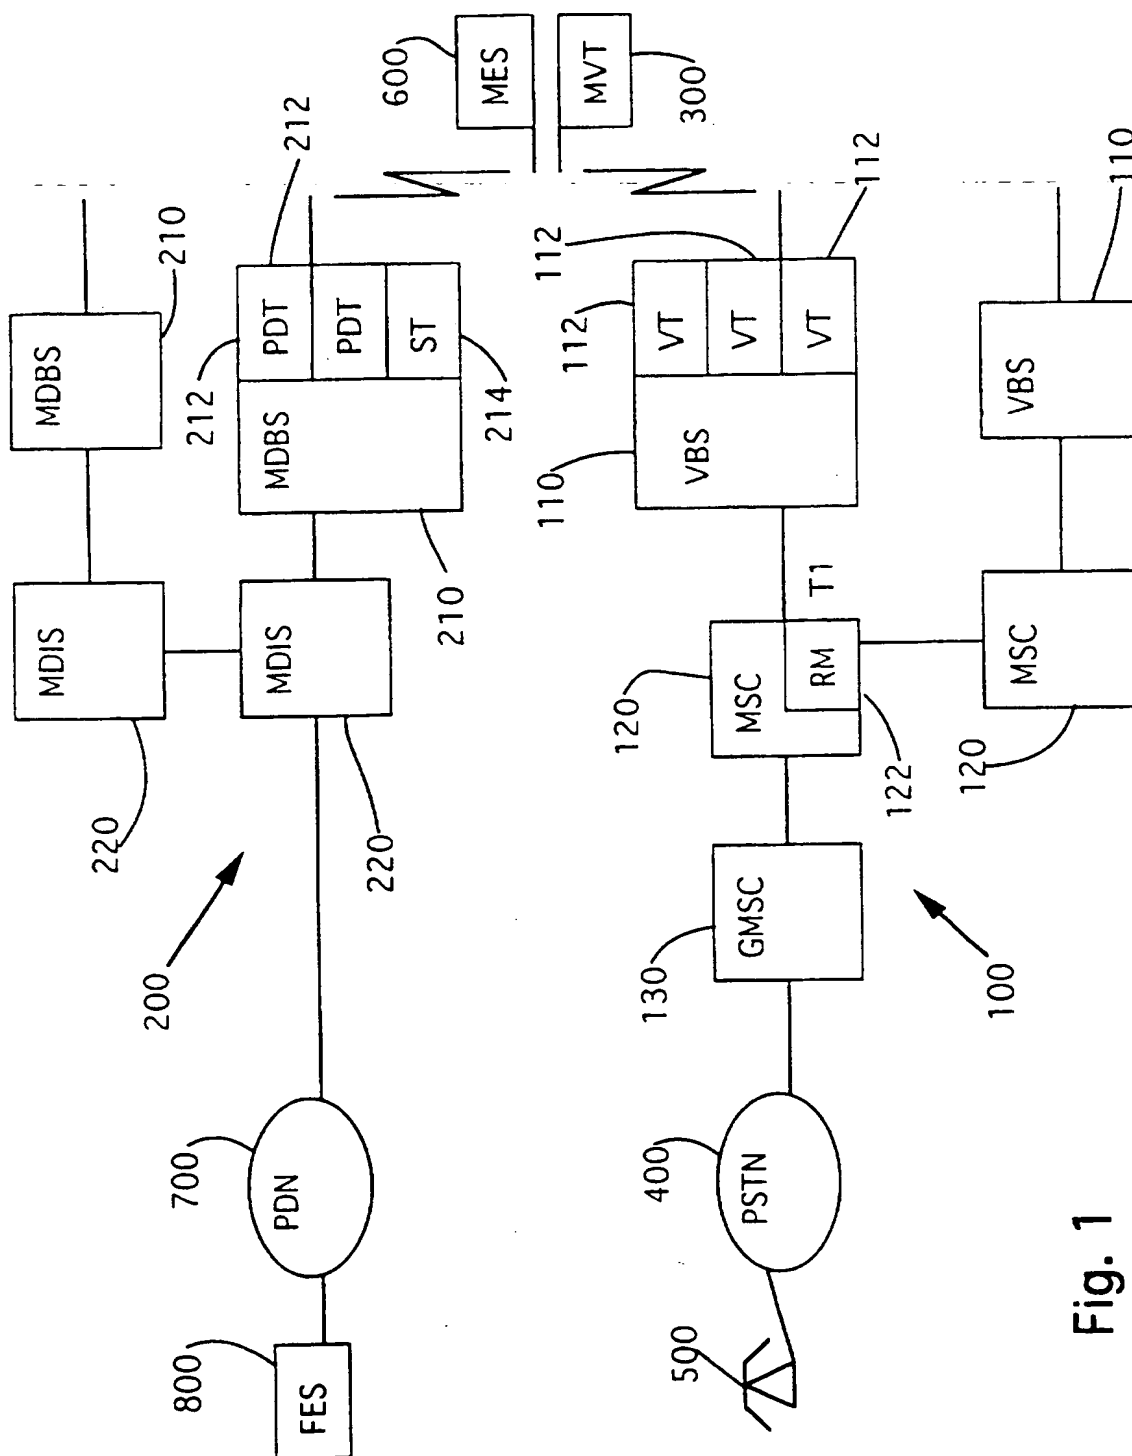 MDIS
MDBS
220
210
800
700
200
212
212
FES
PDN
MDIS
MDBS
PDT
PDT
ST
220
210
214
600
MES
MVT
300
110
112
112
112
500
400
130
120
PSTN
GMSC
MSC
RM
T1
VBS
VT
VT
VT
122
100
120
MSC
VBS
110
Fig. 1